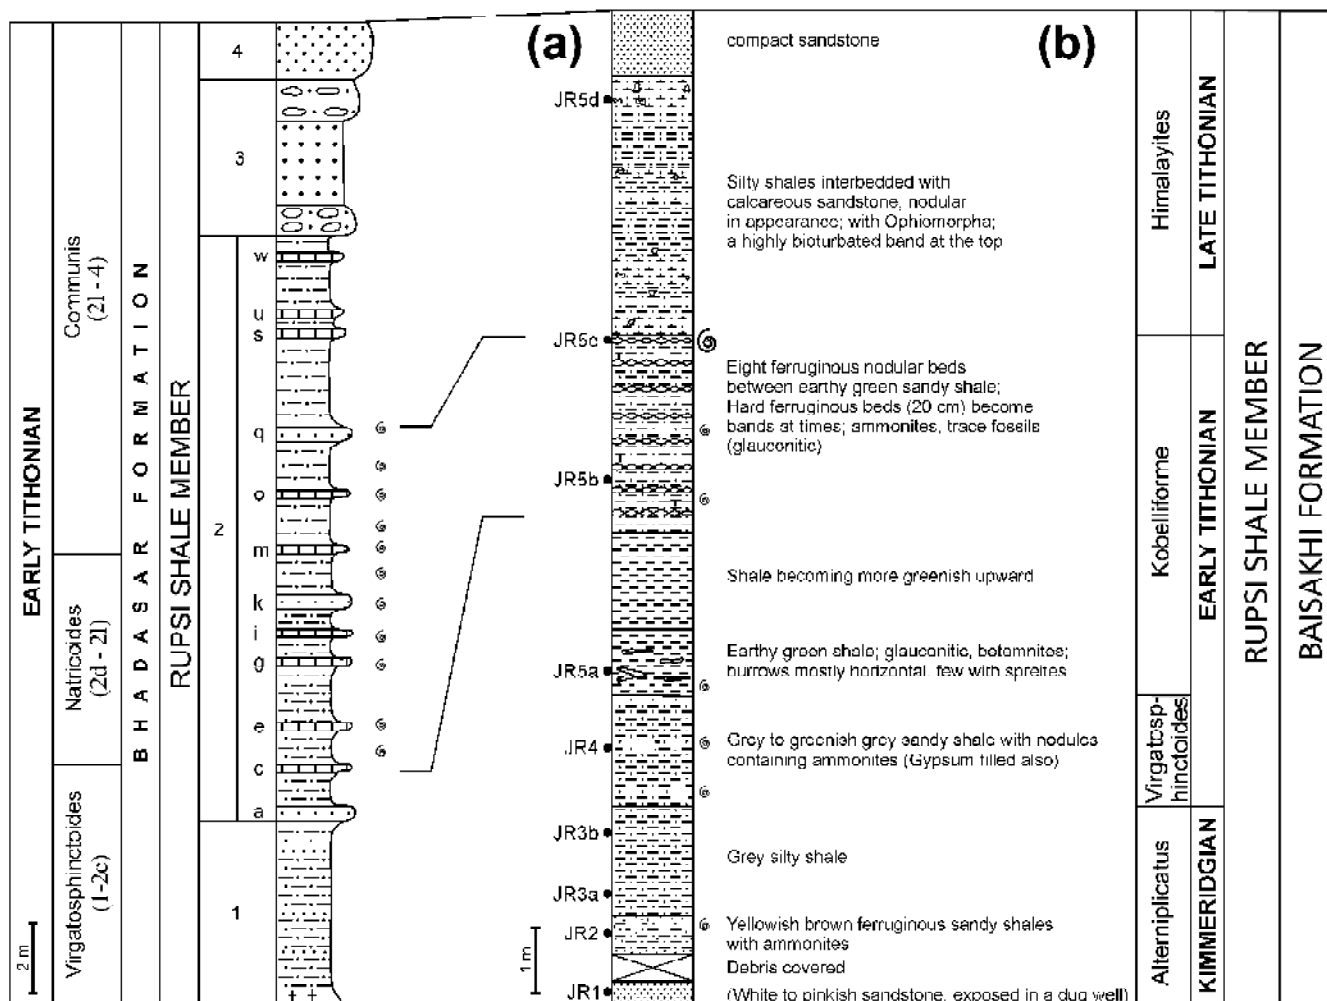 (a)
EARLY TITHONIAN
Communis
(2l - 4)
Natricoides
(2d - 2l)
Virgatosphinctoides
(1-2c)
BHADASAR FORMATION
RUPSI SHALE MEMBER
4
3
2
1
w
u
s
q
o
m
k
i
g
e
c
a
2 m
(b)
JR5d
JR5c
JR5b
JR5a
JR4
JR3b
JR3a
JR2
JR1
1 m
compact sandstone
Silty shales interbedded with
calcareous sandstone, nodular
in appearance; with Ophiomorpha;
a highly bioturbated band at the top
Eight ferruginous nodular beds
between earthy green sandy shale;
Hard ferruginous beds (20 cm) become
bands at times; ammonites, trace fossils
(glauconitic)
Shale becoming more greenish upward
Earthy green shale; glauconitic,
burrows mostly horizontal, few with spreites
Grey to greenish grey sandy shale with nodules
containing ammonites (Gypsum filled also)
Grey silty shale
Yellowish brown ferruginous sandy shales
with ammonites
Debris covered
(White to pinkish sandstone, exposed in a dug well)
Himalayites
Kobelliforme
Virgatosp-
hinctoides
Alterniplicatus
LATE TITHONIAN
EARLY TITHONIAN
KIMMERIDGIAN
RUPSI SHALE MEMBER
BAISAKHI FORMATION